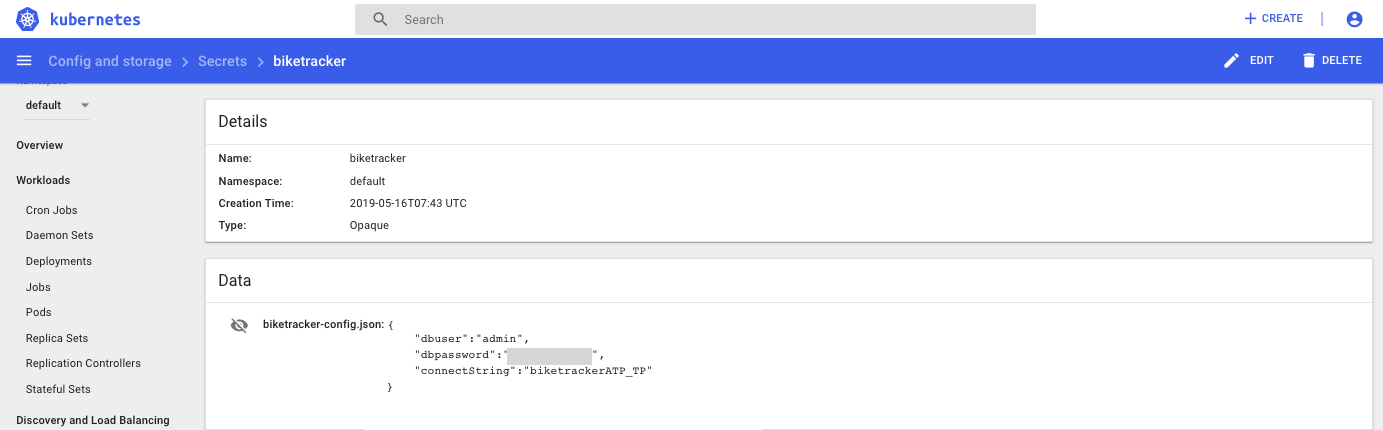 kubernetes
Search
CREATE
Config and storage > Secrets > biketracker
EDIT
DELETE
default
Overview
Workloads
Cron Jobs
Daemon Sets
Deployments
Jobs
Pods
Replica Sets
Replication Controllers
Stateful Sets
Discovery and Load Balancing
Details
Name: biketracker
Namespace: default
Creation Time: 2019-05-16T07:43 UTC
Type: Opaque
Data
biketracker-config.json: {
"dbuser":"admin",
"dbpassword":" ",
"connectString":"biketrackerATP_TP"
}